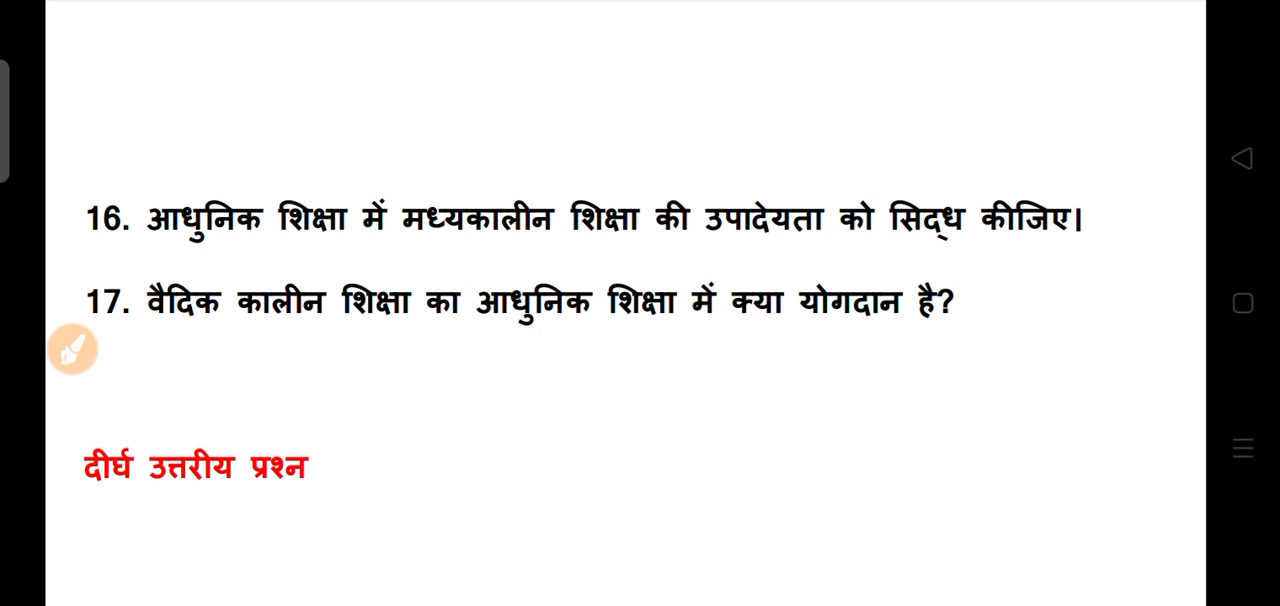 16. आधुनिक शिक्षा में मध्यकालीन शिक्षा की उपादेयता को सिद्ध कीजिए।
17. वैदिक कालीन शिक्षा का आधुनिक शिक्षा में क्या योगदान है?
दीर्घ उत्तरीय प्रश्न